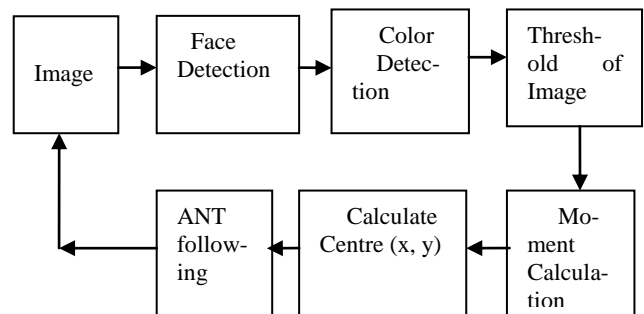 Image
Face
Detection
Color
Detec-
tion
Thresh-
old of
Image
Mo-
ment
Calcula-
tion
Calculate
Centre (x, y)
ANT
follow-
ing